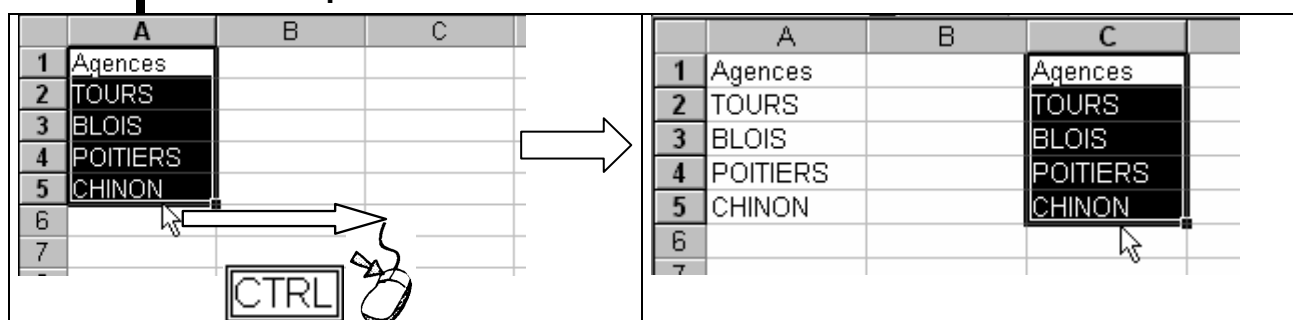 A B C
1 Agences
2 TOURS
3 BLOIS
4 POITIERS
5 CHINON
6
7
CTRL
A B C
1 Agences Agences
2 TOURS TOURS
3 BLOIS BLOIS
4 POITIERS POITIERS
5 CHINON CHINON
6
7